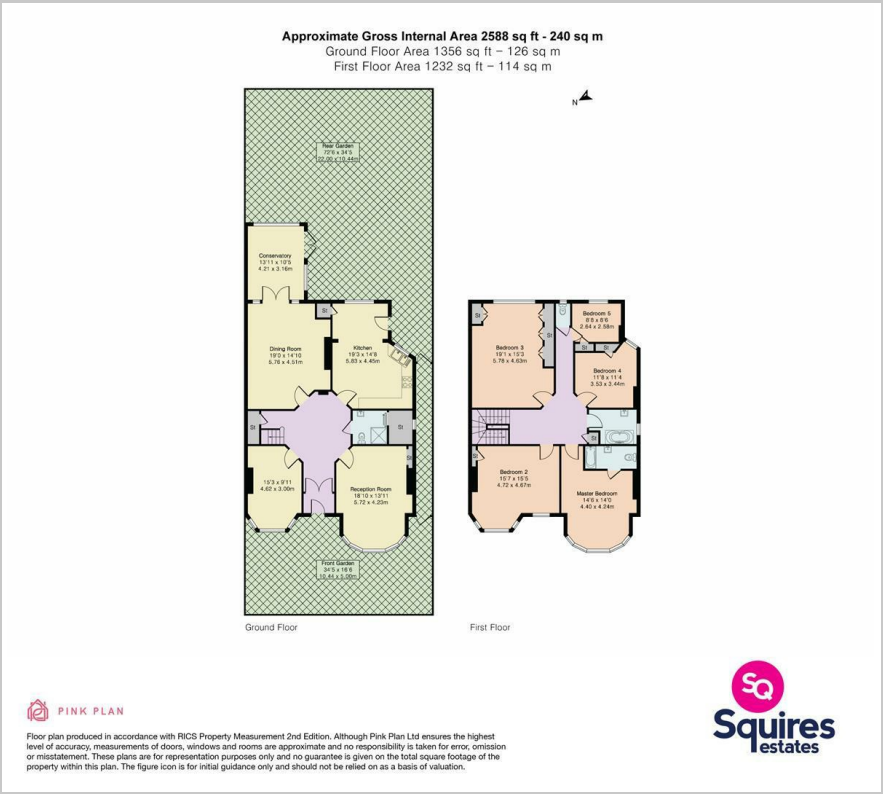 Approximate Gross Internal Area 2588 sq ft - 240 sq m
Ground Floor Area 1356 sq ft – 126 sq m
First Floor Area 1232 sq ft – 114 sq m
N
Rear Garden
72'6 x 34'5
22.00 x 10.44m
Conservatory
13'11 x 10'5
4.21 x 3.16m
St
Dining Room
19'0 x 14'10
5.76 x 4.51m
Kitchen
19'3 x 14'8
5.83 x 4.45m
St
St
St
15'3 x 9'11
4.62 x 3.00m
Reception Room
18'10 x 13'11
5.72 x 4.23m
Front Garden
34'5 x 16'6
10.44 x 5.00m
Ground Floor
St
Bedroom 3
19'1 x 15'3
5.78 x 4.63m
St
Bedroom 5
8'8 x 8'6
2.64 x 2.58m
St
St
Bedroom 4
11'8 x 11'4
3.53 x 3.44m
St
St
Bedroom 2
15'7 x 15'5
4.72 x 4.67m
Master Bedroom
14'6 x 14'0
4.40 x 4.24m
First Floor
PINK PLAN
Floor plan produced in accordance with RICS Property Measurement 2nd Edition. Although Pink Plan Ltd ensures the highest
level of accuracy, measurements of doors, windows and rooms are approximate and no responsibility is taken for error, omission
or misstatement. These plans are for representation purposes only and no guarantee is given on the total square footage of the
property within this plan. The figure icon is for initial guidance only and should not be relied on as a basis of valuation.
SQ
Squires
estates